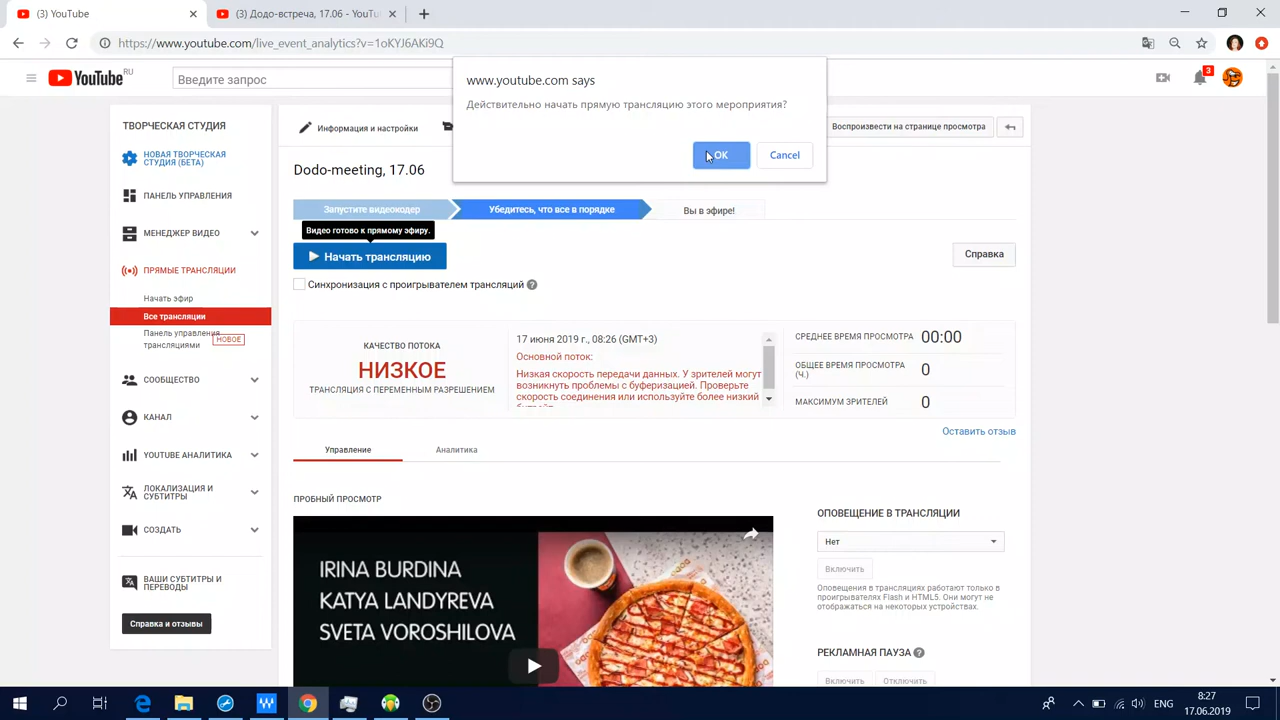 (3) YouTube
(3) Додо-встреча, 17.06 - YouTu
https://www.youtube.com/live_event_analytics?v=1oKYJ6AKi9Q
YouTube RU
Введите запрос
3
www.youtube.com says
Действительно начать прямую трансляцию этого мероприятия?
OK
Cancel
ТВОРЧЕСКАЯ СТУДИЯ
НОВАЯ ТВОРЧЕСКАЯ
СТУДИЯ (БЕТА)
ПАНЕЛЬ УПРАВЛЕНИЯ
МЕНЕДЖЕР ВИДЕО
ПРЯМЫЕ ТРАНСЛЯЦИИ
Начать эфир
Все трансляции
Панель управления
трансляциями
НОВОЕ
СООБЩЕСТВО
КАНАЛ
YOUTUBE АНАЛИТИКА
ЛОКАЛИЗАЦИЯ И
СУБТИТРЫ
СОЗДАТЬ
ВАШИ СУБТИТРЫ И
ПЕРЕВОДЫ
Справка и отзывы
Информация и настройки
Воспроизвести на странице просмотра
Dodo-meeting, 17.06
Запустите видеокодер
Убедитесь, что все в порядке
Вы в эфире!
Видео готово к прямому эфиру.
Начать трансляцию
Справка
Синхронизация с проигрывателем трансляций ?
КАЧЕСТВО ПОТОКА
НИЗКОЕ
ТРАНСЛЯЦИЯ С ПЕРЕМЕННЫМ РАЗРЕШЕНИЕМ
17 июня 2019 г., 08:26 (GMT+3)
Основной поток:
Низкая скорость передачи данных. У зрителей могут
возникнуть проблемы с буферизацией. Проверьте
скорость соединения или используйте более низкий
битрейт.
СРЕДНЕЕ ВРЕМЯ ПРОСМОТРА 00:00
ОБЩЕЕ ВРЕМЯ ПРОСМОТРА
(Ч.) 0
МАКСИМУМ ЗРИТЕЛЕЙ 0
Оставить отзыв
Управление
Аналитика
ПРОБНЫЙ ПРОСМОТР
IRINA BURDINA
KATYA LANDYREVA
SVETA VOROSHILOVA
ОПОВЕЩЕНИЕ В ТРАНСЛЯЦИИ
Нет
Включить
Оповещения в трансляциях работают только в
проигрывателях Flash и HTML5. Они могут не
отображаться на некоторых устройствах.
РЕКЛАМНАЯ ПАУЗА ?
Включить
Отключить
ENG
8:27
17.06.2019